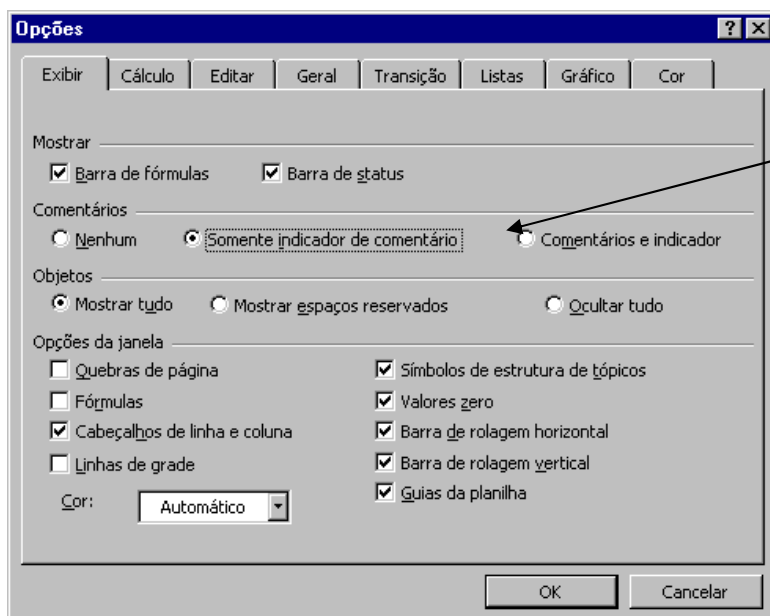 Opções
Exibir Cálculo Editar Geral Transição Listas Gráfico Cor
Mostrar
Barra de fórmulas Barra de status
Comentários
Nenhum Somente indicador de comentário Comentários e indicador
Objetos
Mostrar tudo Mostrar espaços reservados Ocultar tudo
Opções da janela
Quebras de página Símbolos de estrutura de tópicos
Fórmulas Valores zero
Cabeçalhos de linha e coluna Barra de rolagem horizontal
Linhas de grade Barra de rolagem vertical
Cor: Automático Guias da planilha
OK Cancelar